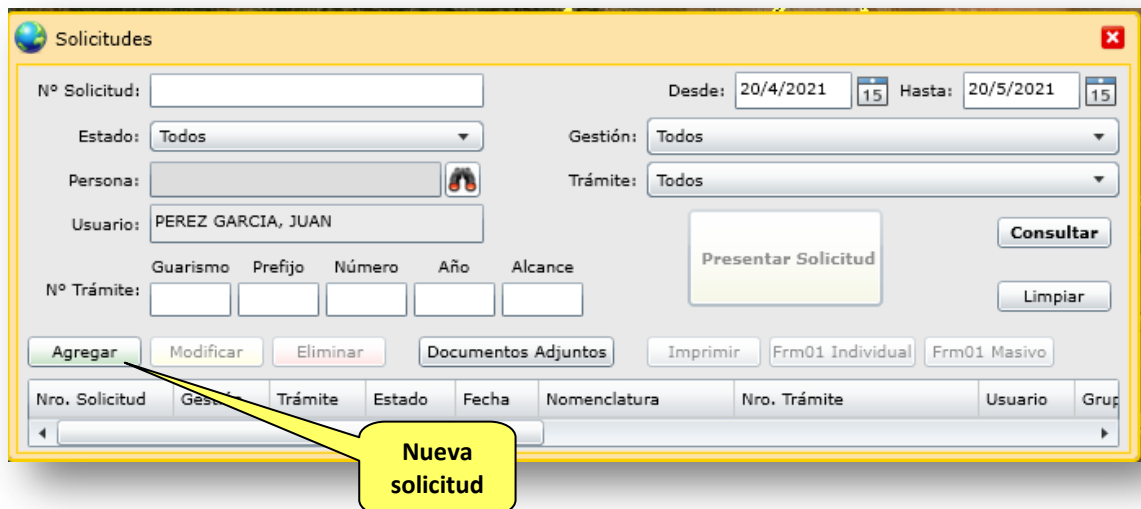 Solicitudes
Nº Solicitud: Desde: 20/4/2021 15 Hasta: 20/5/2021 15
Estado: Todos Gestión: Todos
Persona: Trámite: Todos
Usuario: PEREZ GARCIA, JUAN Presentar Solicitud Consultar
Guarismo Prefijo Número Año Alcance
Nº Trámite: Limpiar
Agregar Modificar Eliminar Documentos Adjuntos Imprimir Frm01 Individual Frm01 Masivo
Nro. Solicitud Gestión Trámite Estado Fecha Nomenclatura Nro. Trámite Usuario Grup
Nueva
solicitud